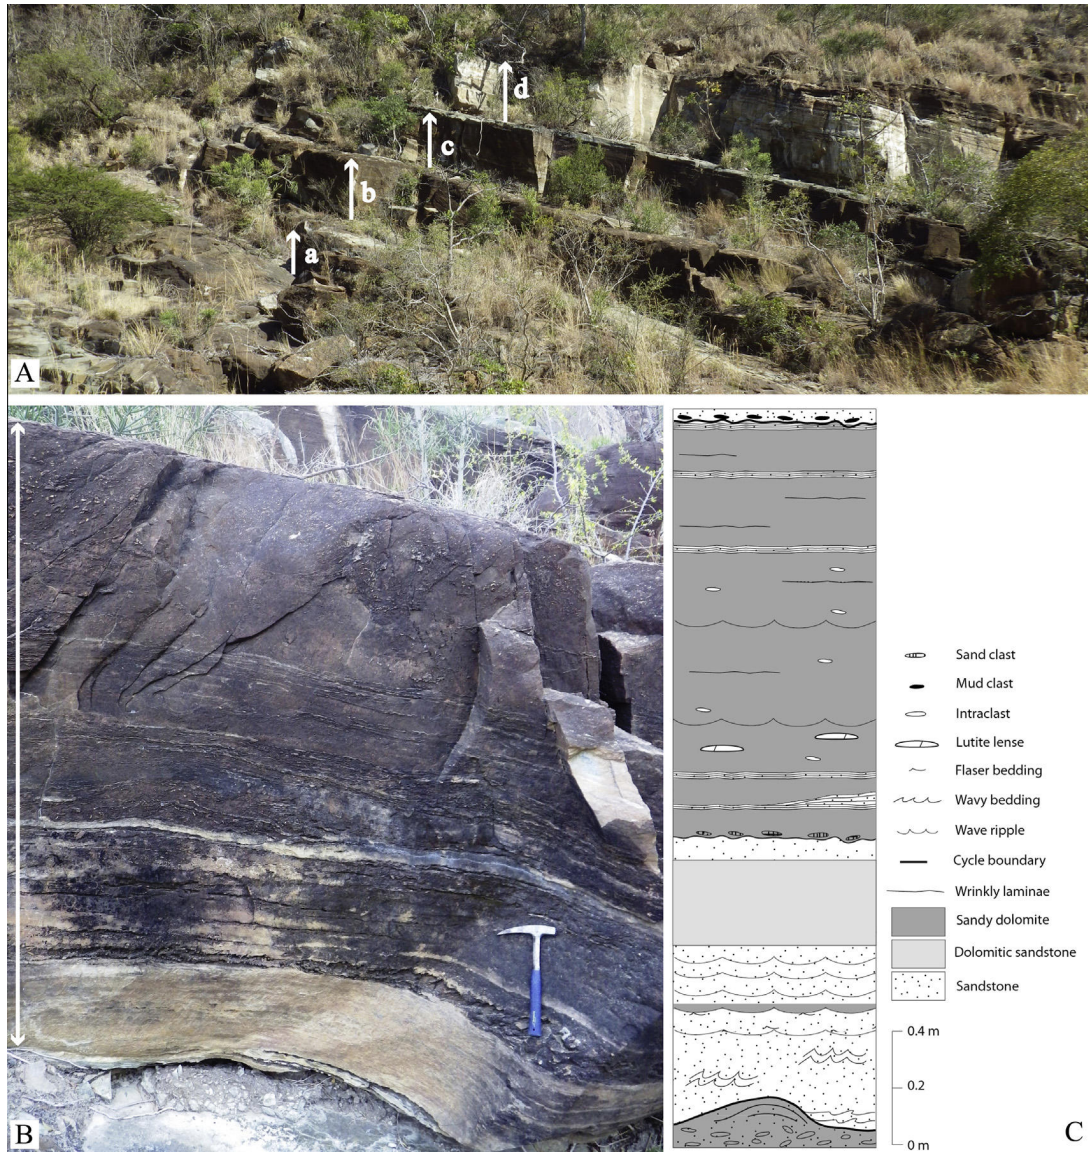 d
c
b
a
A
B
Sand clast
Mud clast
Intraclast
Lutite lense
Flaser bedding
Wavy bedding
Wave ripple
Cycle boundary
Wrinkly laminae
Sandy dolomite
Dolomitic sandstone
Sandstone
0.4 m
0.2
0 m
C